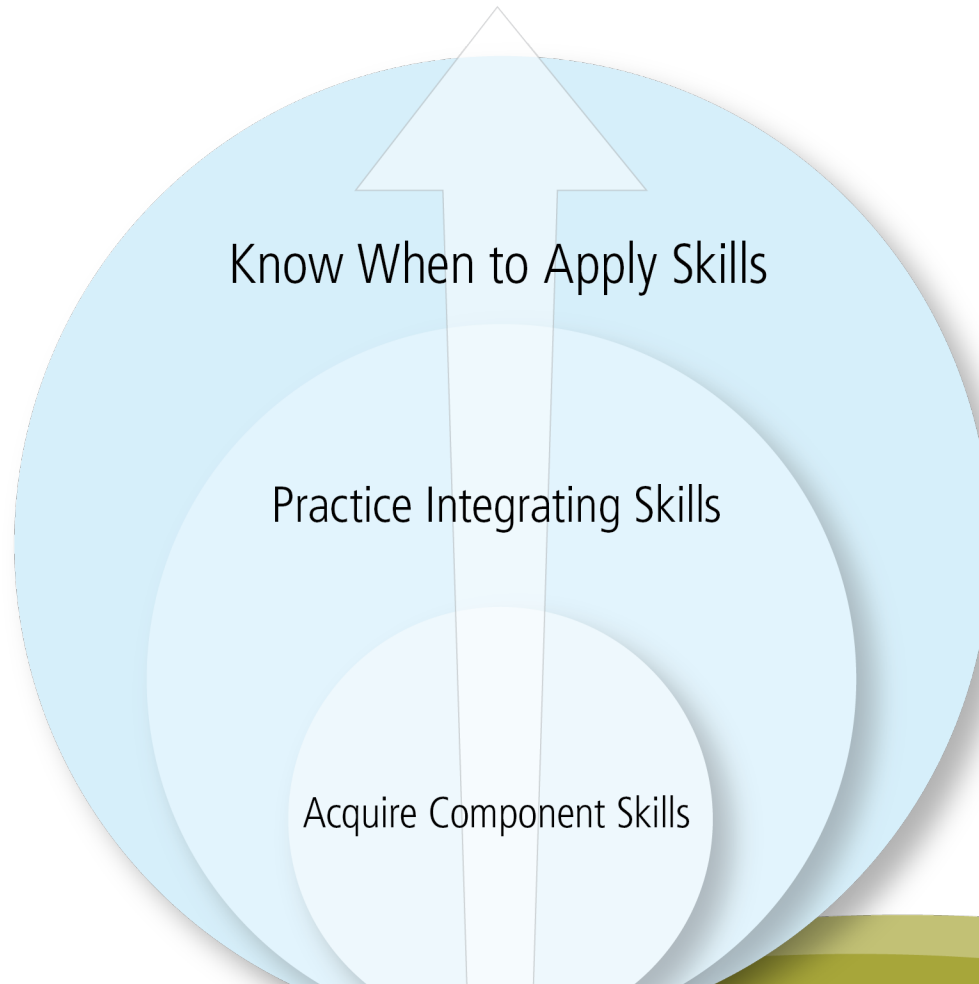 Know When to Apply Skills
Practice Integrating Skills
Acquire Component Skills